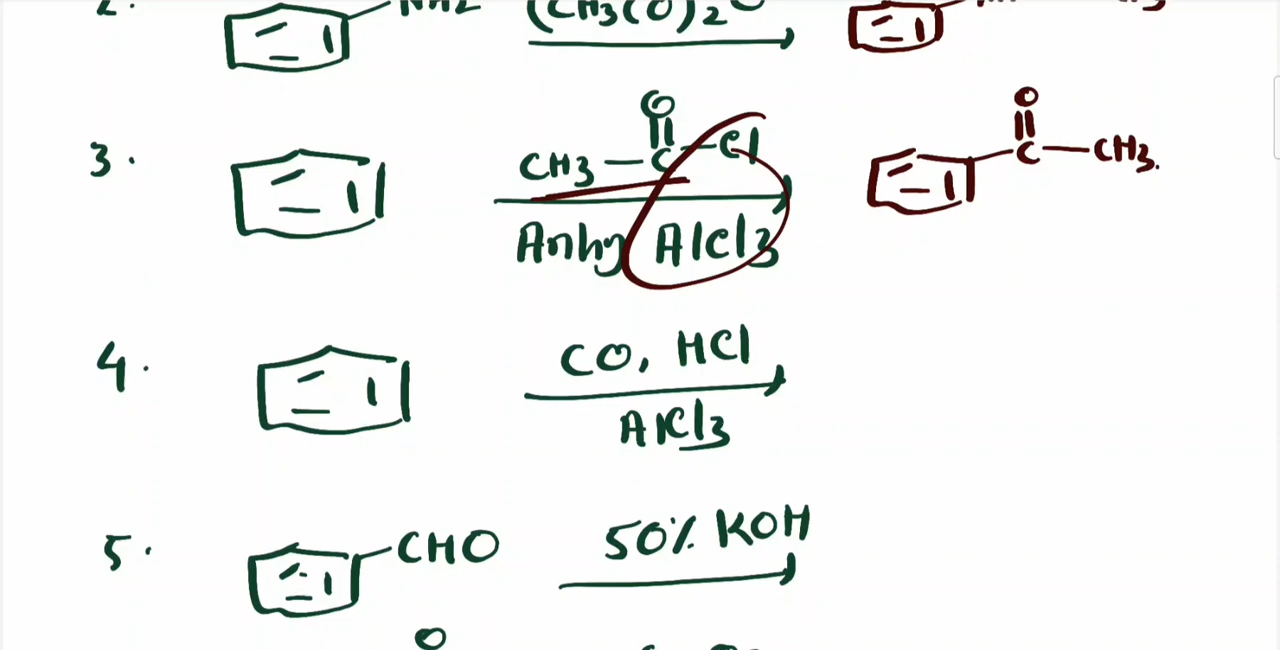 2. NH2 (CH3CO)2O
O O
3. CH3—C—Cl C—CH3.
Anhy AlCl3
4. CO, HCl
AlCl3
5. CHO 50% KOH
O